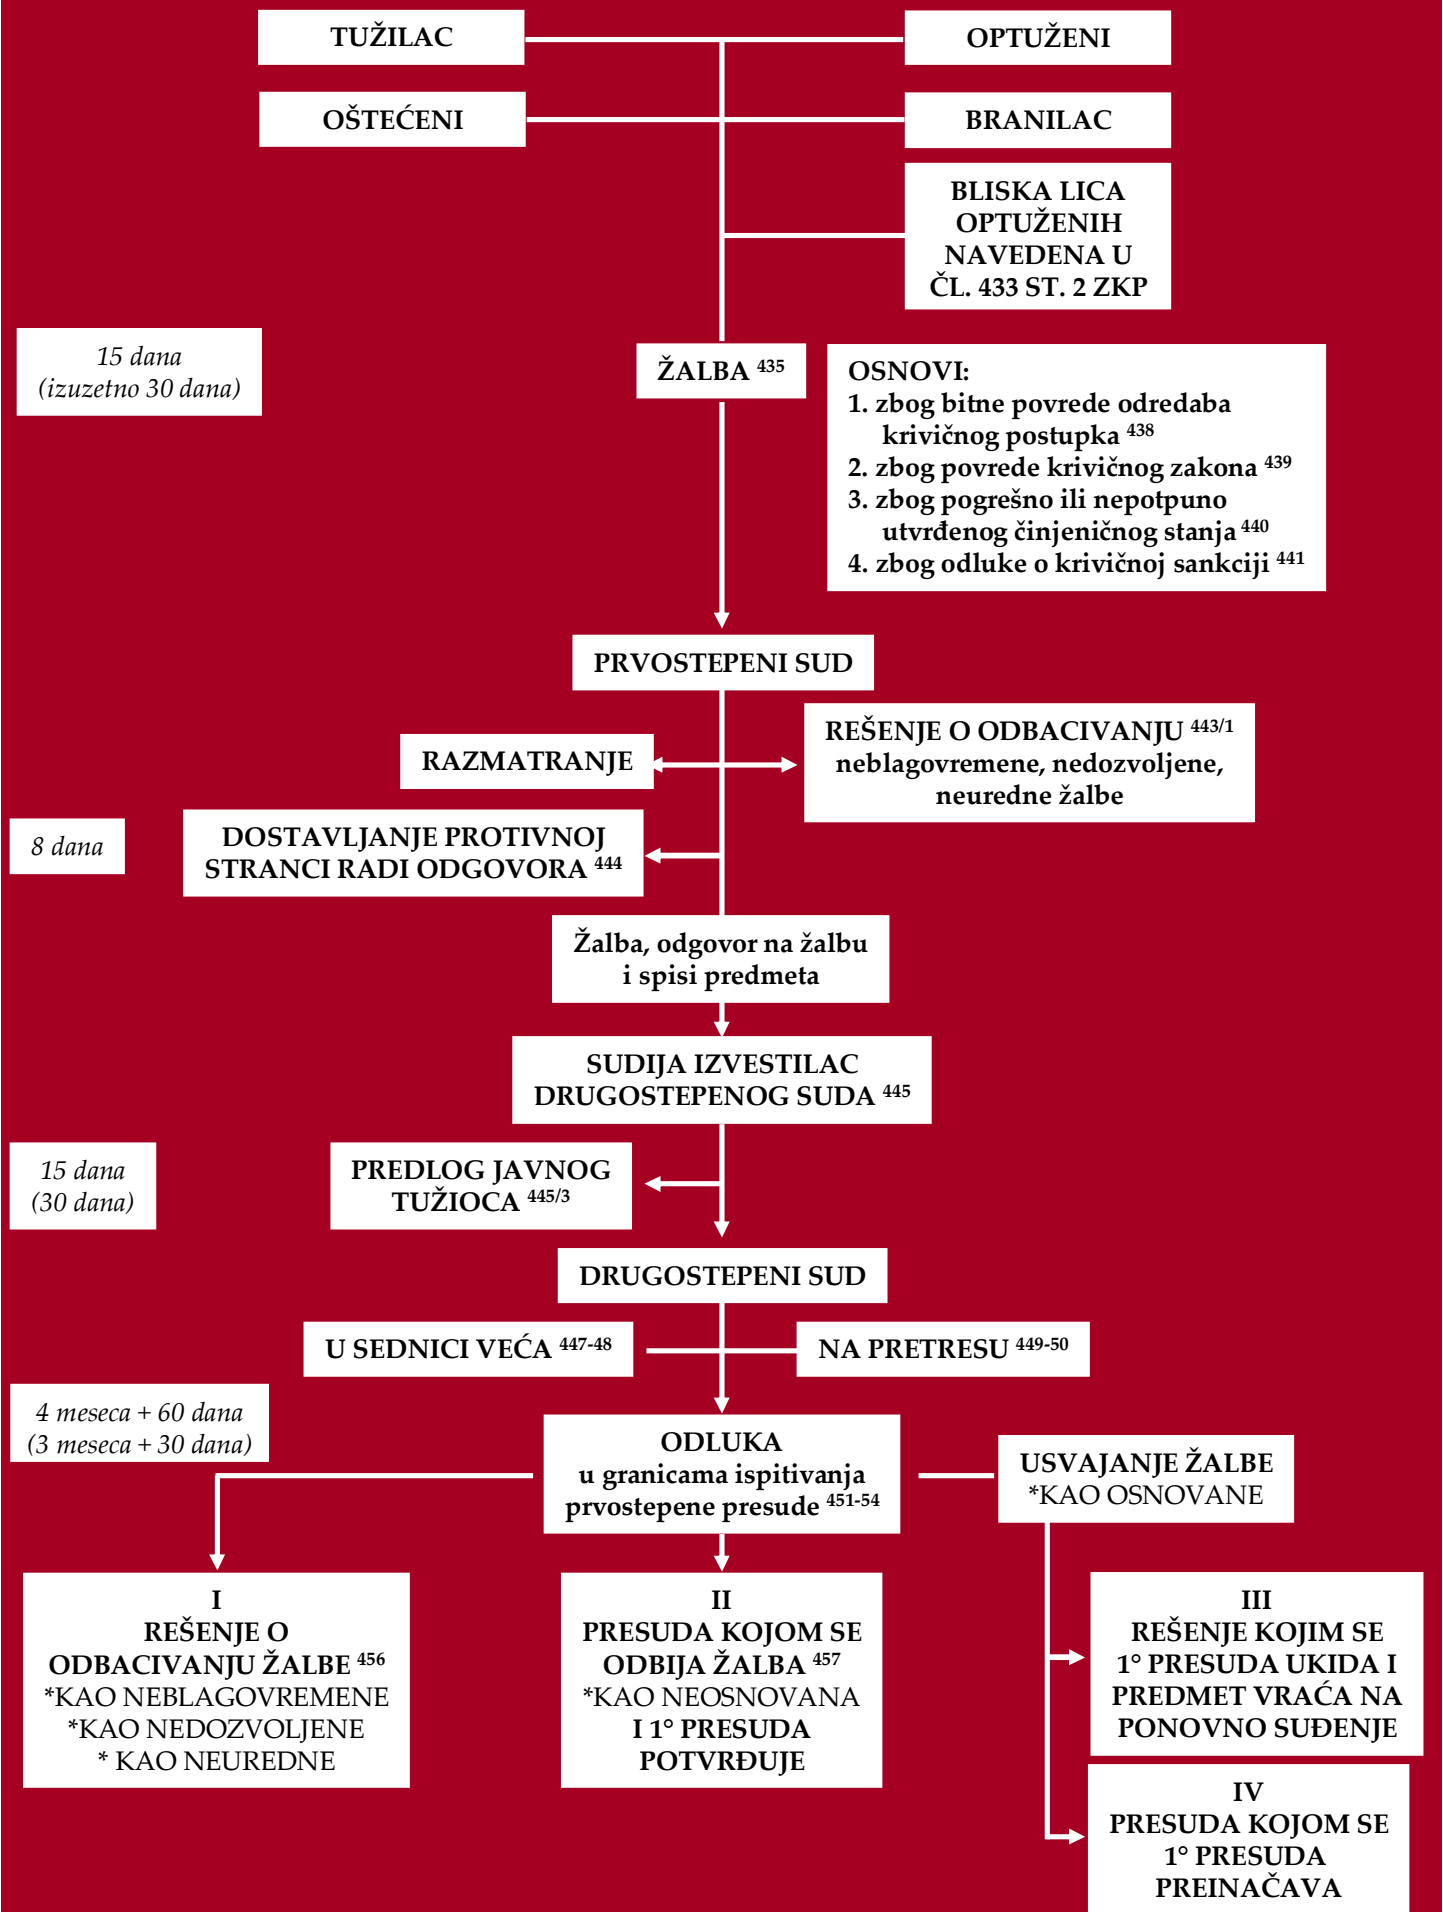 TUŽILAC
OPTUŽENI
OŠTEĆENI
BRANILAC
BLISKA LICA
OPTUŽENIH
NAVEDENA U
ČL. 433 ST. 2 ZKP
15 dana
(izuzetno 30 dana)
ŽALBA 435
OSNOVI:
1. zbog bitne povrede odredaba
krivičnog postupka 438
2. zbog povrede krivičnog zakona 439
3. zbog pogrešno ili nepotpuno
utvrđenog činjeničnog stanja 440
4. zbog odluke o krivičnoj sankciji 441
PRVOSTEPENI SUD
RAZMATRANJE
REŠENJE O ODBACIVANJU 443/1
neblagovremene, nedozvoljene,
neuredne žalbe
8 dana
DOSTAVLJANJE PROTIVNOJ
STRANCI RADI ODGOVORA 444
Žalba, odgovor na žalbu
i spisi predmeta
SUDIJA IZVESTILAC
DRUGOSTEPENOG SUDA 445
15 dana
(30 dana)
PREDLOG JAVNOG
TUŽIOCA 445/3
DRUGOSTEPENI SUD
U SEDNICI VEĆA 447-48
NA PRETRESU 449-50
4 meseca + 60 dana
(3 meseca + 30 dana)
ODLUKA
u granicama ispitivanja
prvostepene presude 451-54
USVAJANJE ŽALBE
*KAO OSNOVANE
I
REŠENJE O
ODBACIVANJU ŽALBE 456
*KAO NEBLAGOVREMENE
*KAO NEDOZVOLJENE
* KAO NEUREDNE
II
PRESUDA KOJOM SE
ODBIJA ŽALBA 457
*KAO NEOSNOVANA
I 1° PRESUDA
POTVRĐUJE
III
REŠENJE KOJIM SE
1° PRESUDA UKIDA I
PREDMET VRAĆA NA
PONOVNO SUĐENJE
IV
PRESUDA KOJOM SE
1° PRESUDA
PREINAČAVA